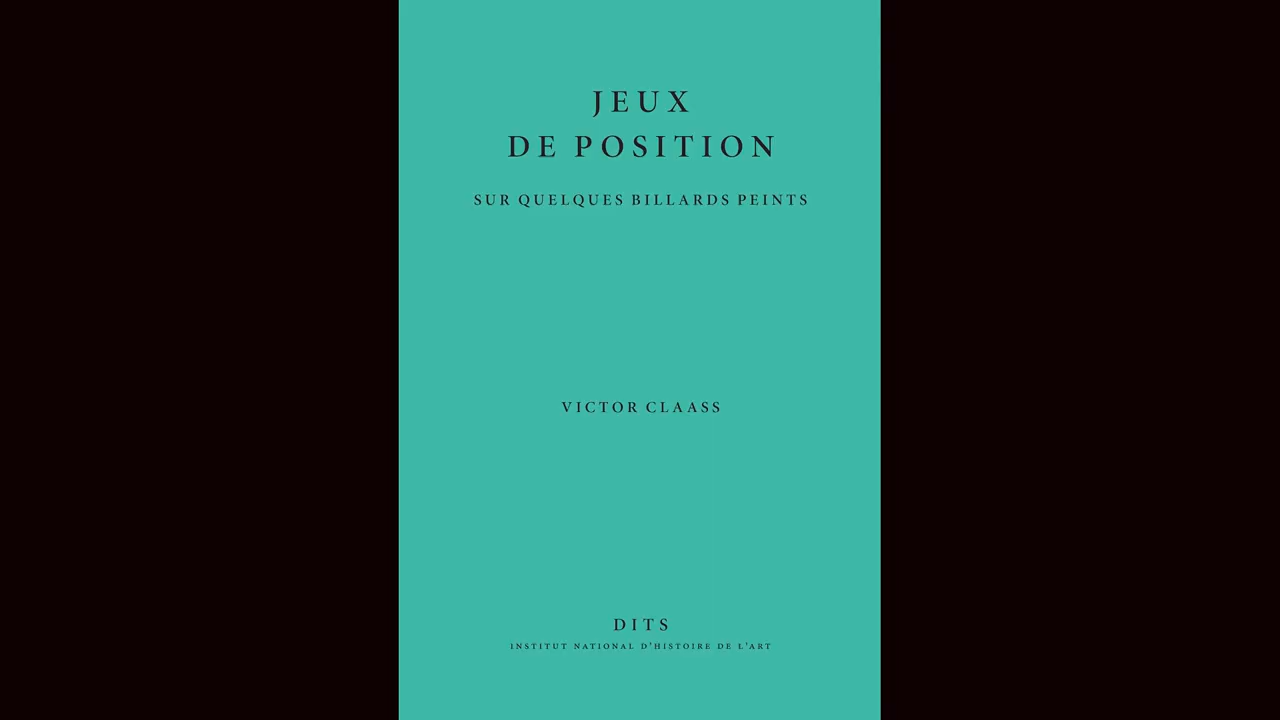 JEUX
DE POSITION
SUR QUELQUES BILLARDS PEINTS
VICTOR CLAASS
DITS
INSTITUT NATIONAL D'HISTOIRE DE L'ART